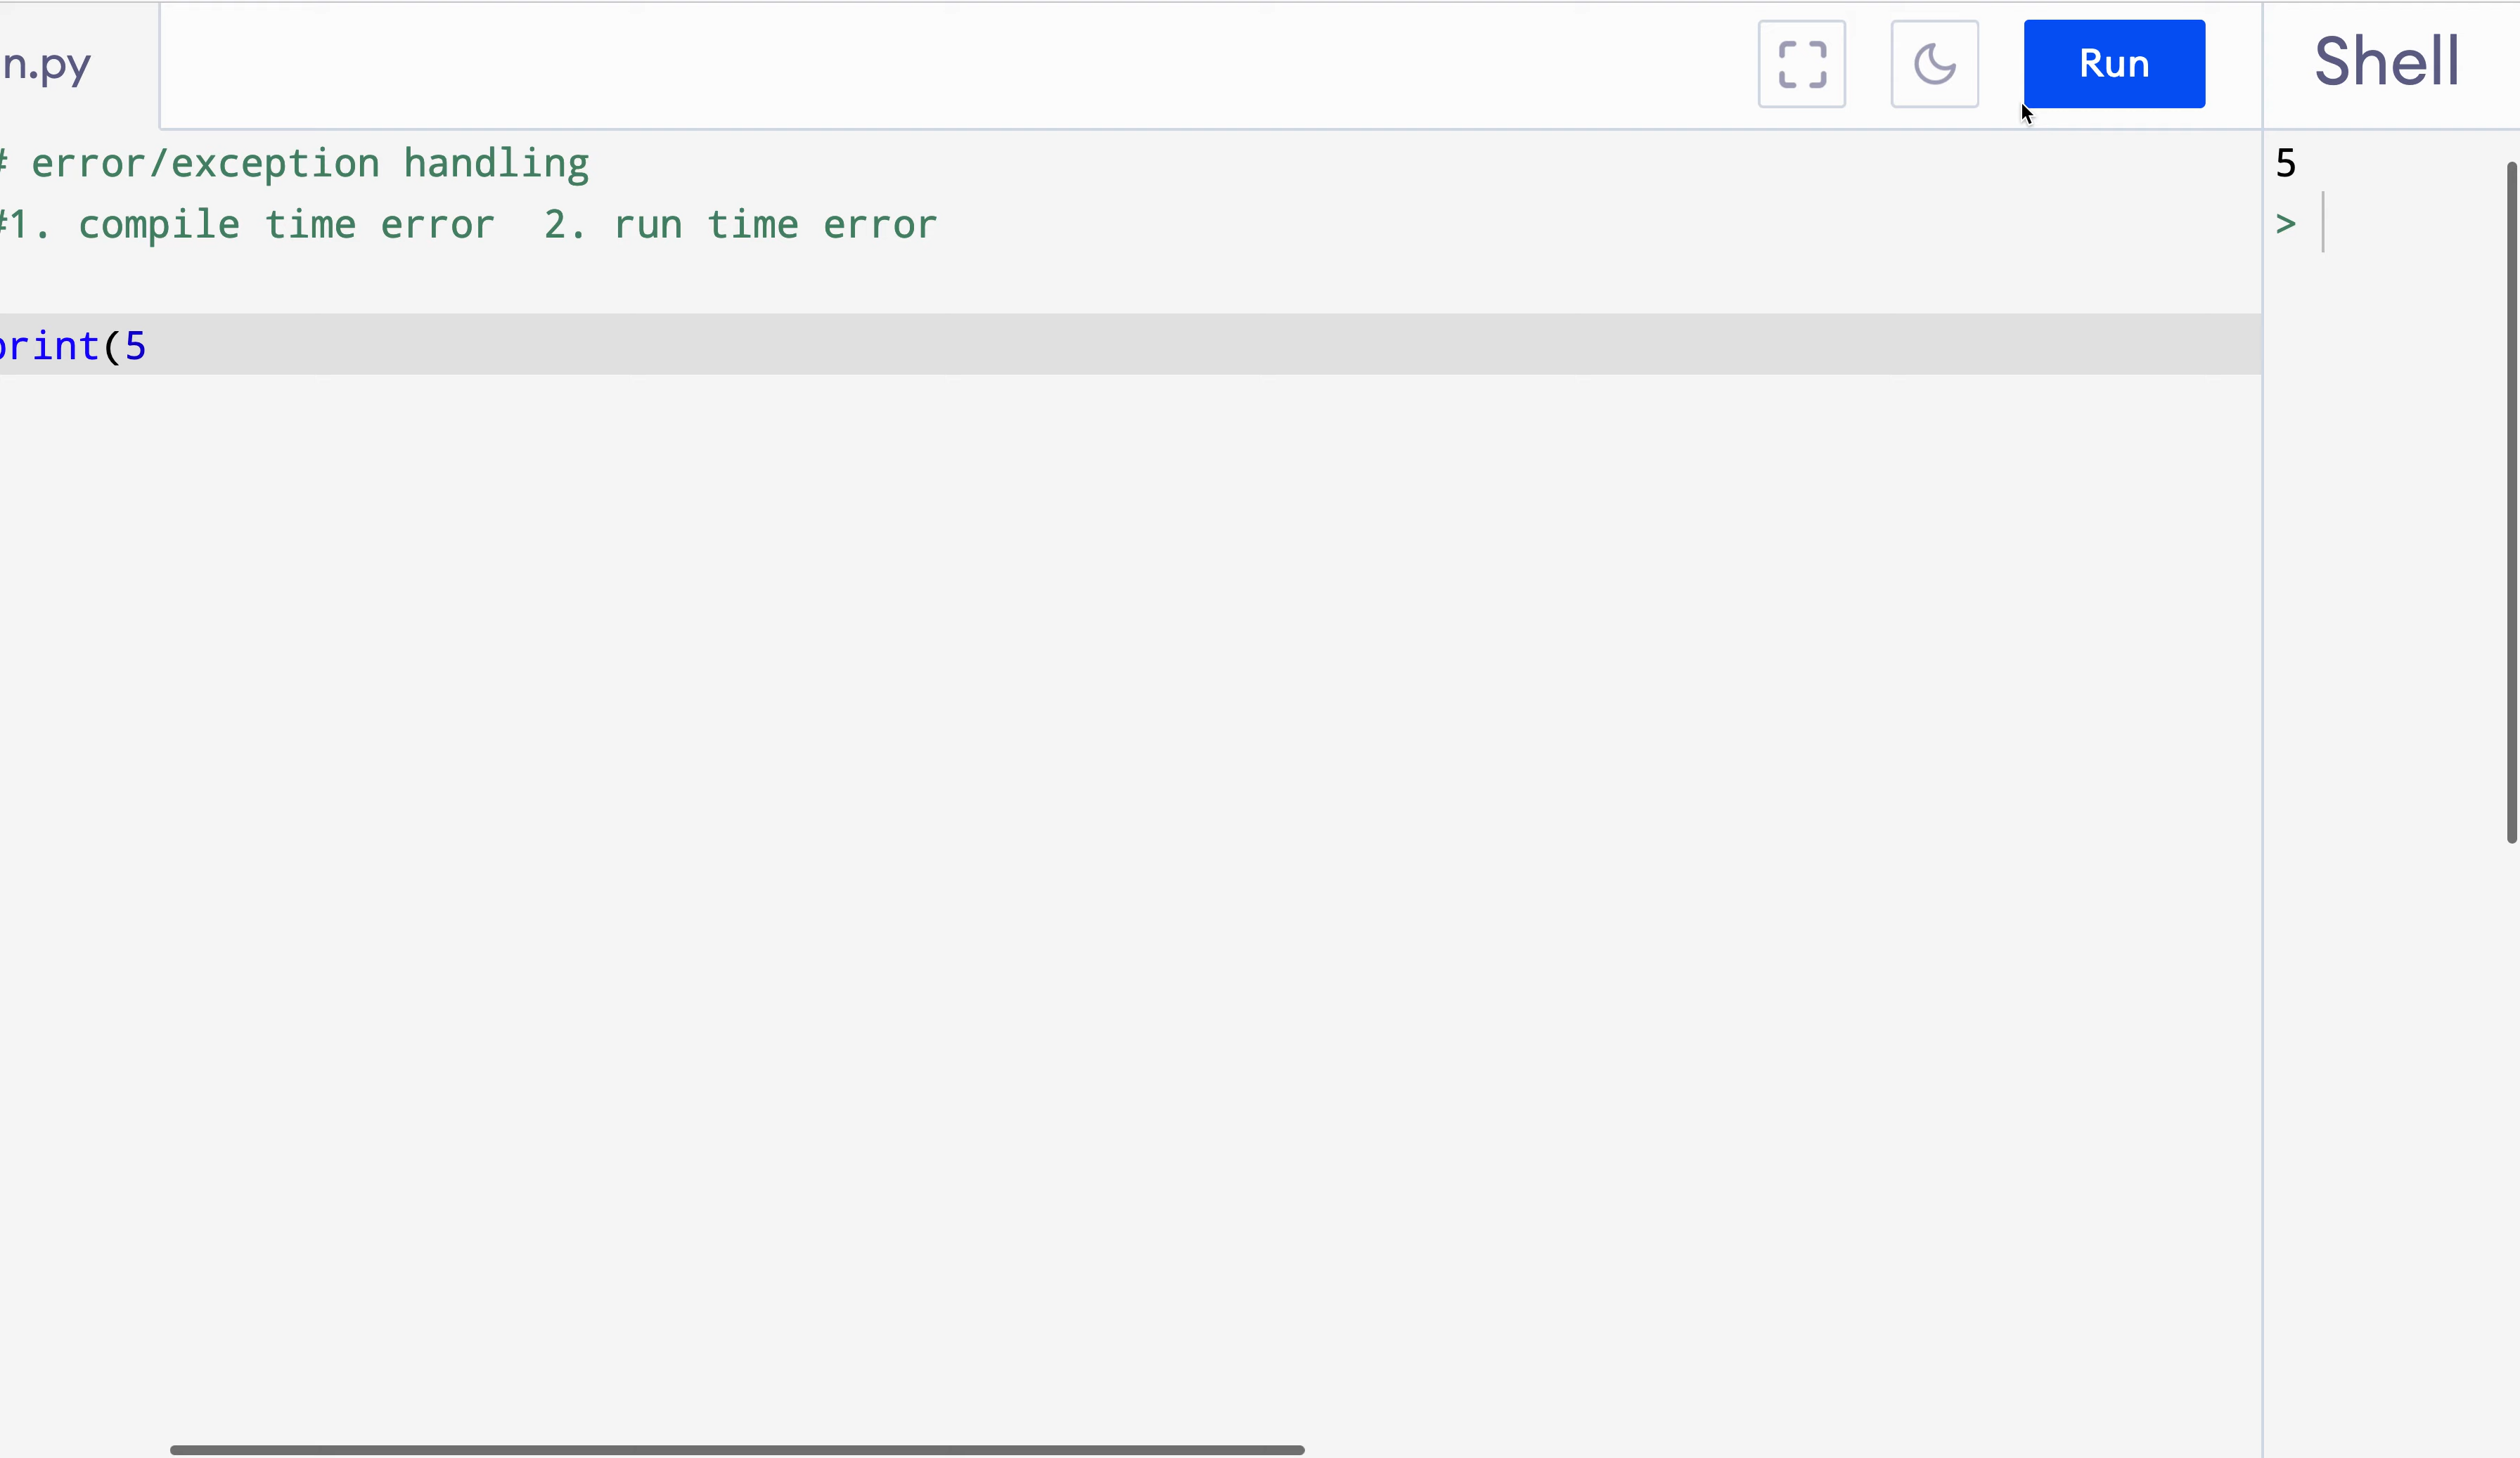 n.py
Run
Shell
# error/exception handling
#1. compile time error  2. run time error
print(5
5
>